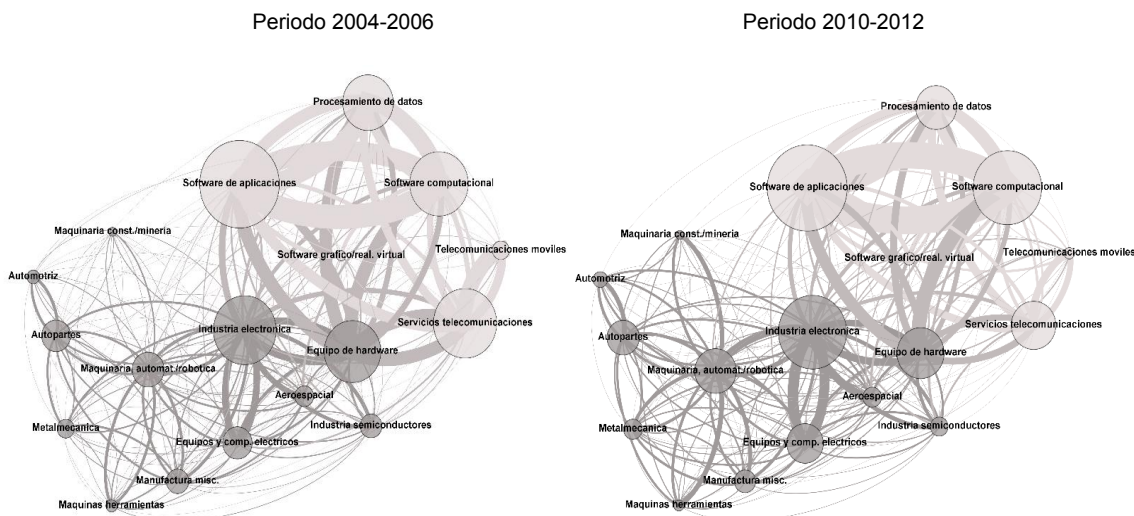 Periodo 2004-2006
Procesamiento de datos
Software de aplicaciones
Software computacional
Maquinaria const./mineria
Software grafico/real. virtual
Telecomunicaciones moviles
Automotriz
Autopartes
Industria electronica
Servicios telecomunicaciones
Equipo de hardware
Maquinaria, automat./robotica
Aeroespacial
Metalmecanica
Industria semiconductores
Equipos y comp. electricos
Manufactura misc.
Maquinas herramientas
Periodo 2010-2012
Procesamiento de datos
Software de aplicaciones
Software computacional
Maquinaria const./mineria
Telecomunicaciones moviles
Software grafico/real. virtual
Automotriz
Industria electronica
Servicios telecomunicaciones
Autopartes
Equipo de hardware
Maquinaria, automat./robotica
Aeroespacial
Metalmecanica
Industria semiconductores
Equipos y comp. electricos
Manufactura misc.
Maquinas herramientas